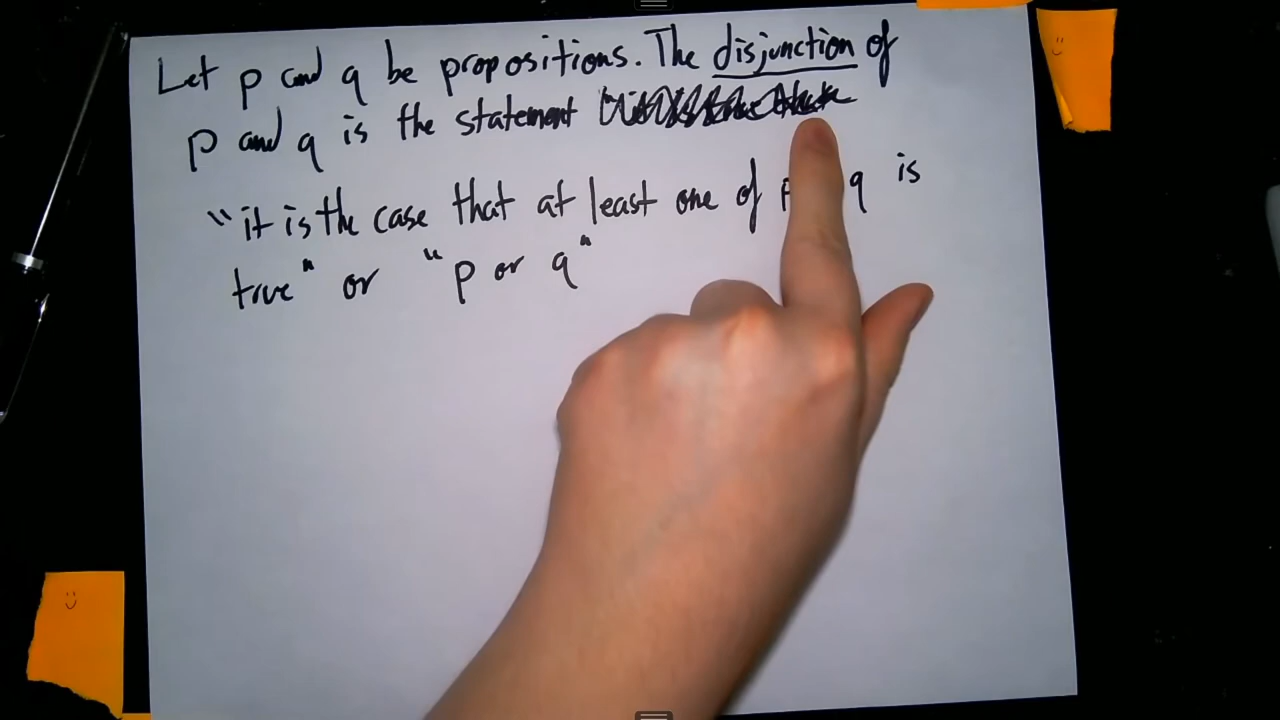 Let p and q be propositions. The disjunction of
p and q is the statement
"it is the case that at least one of q is
true" or "p or q"